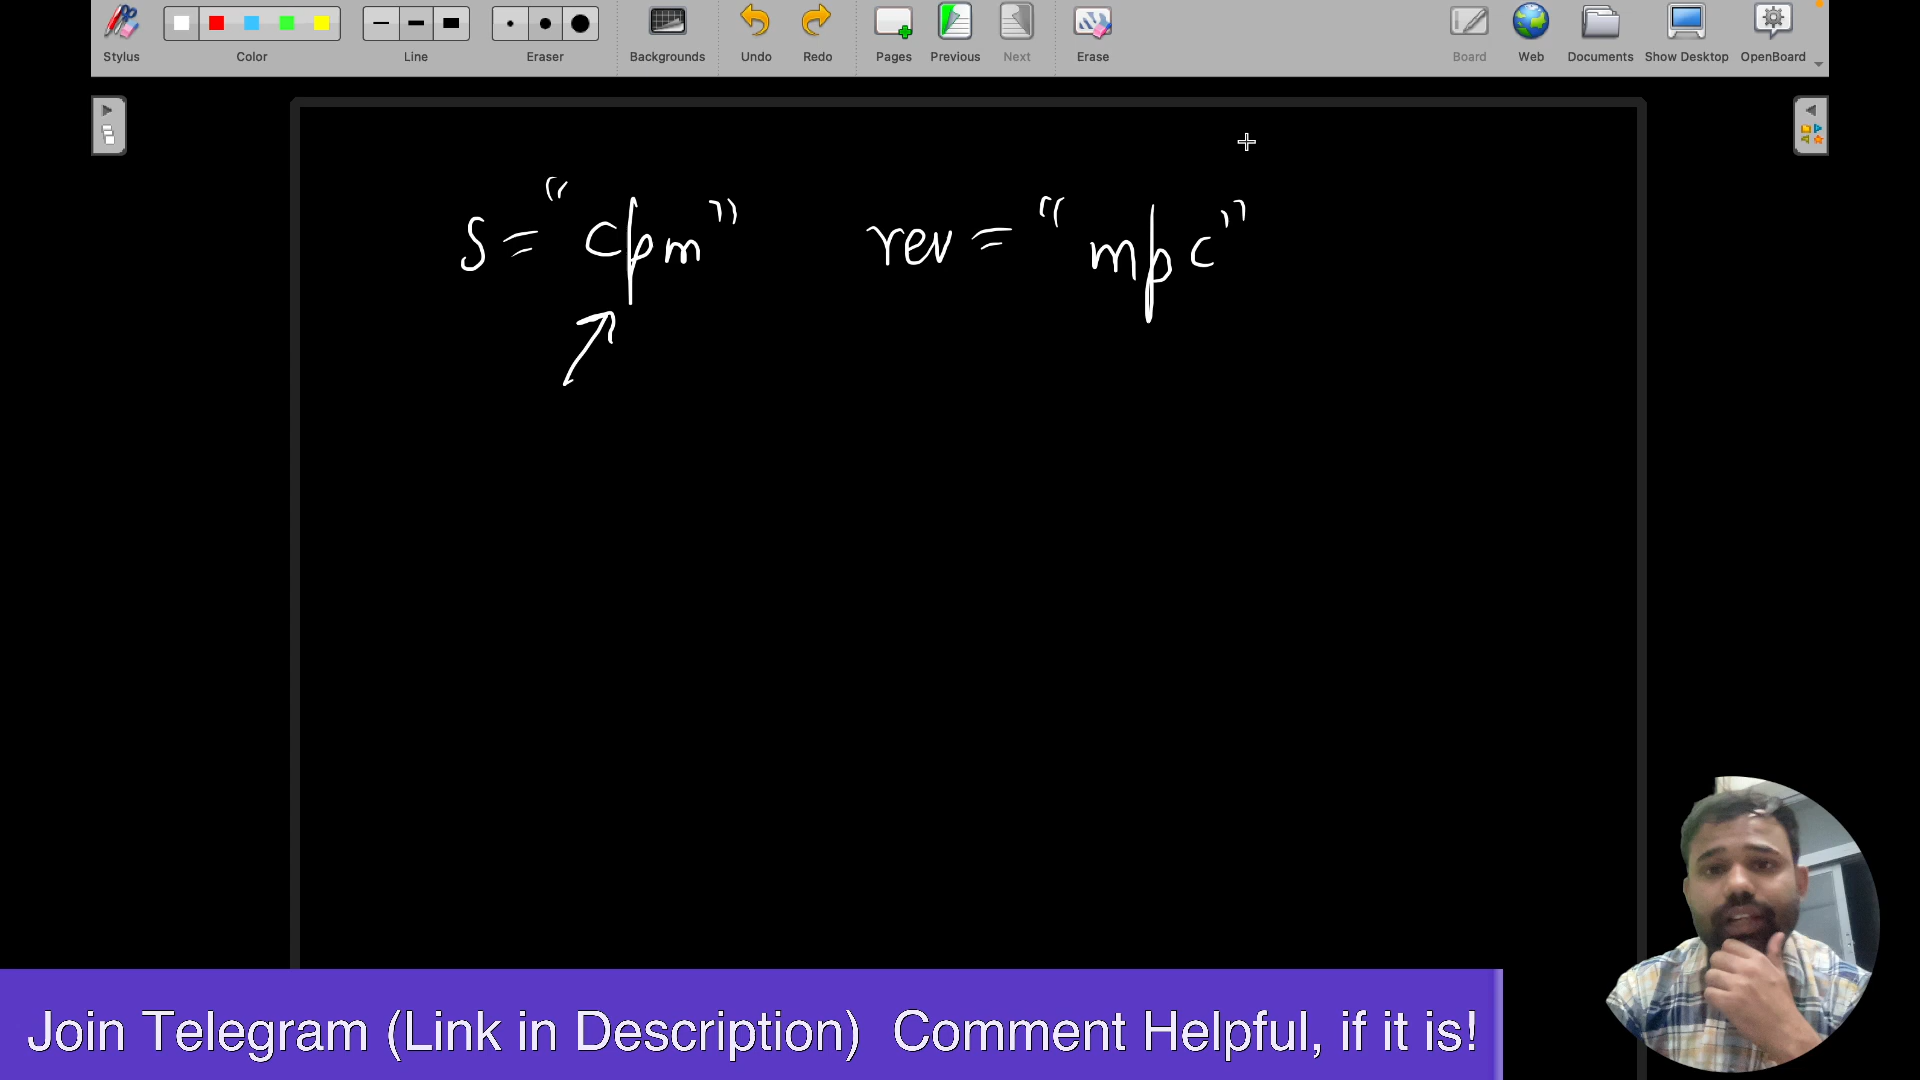 Stylus Color Line Eraser Backgrounds Undo Redo Pages Previous Next Erase Board Web Documents Show Desktop OpenBoard
s = "cpm" rev = "mpc"
Join Telegram (Link in Description) Comment Helpful, if it is!